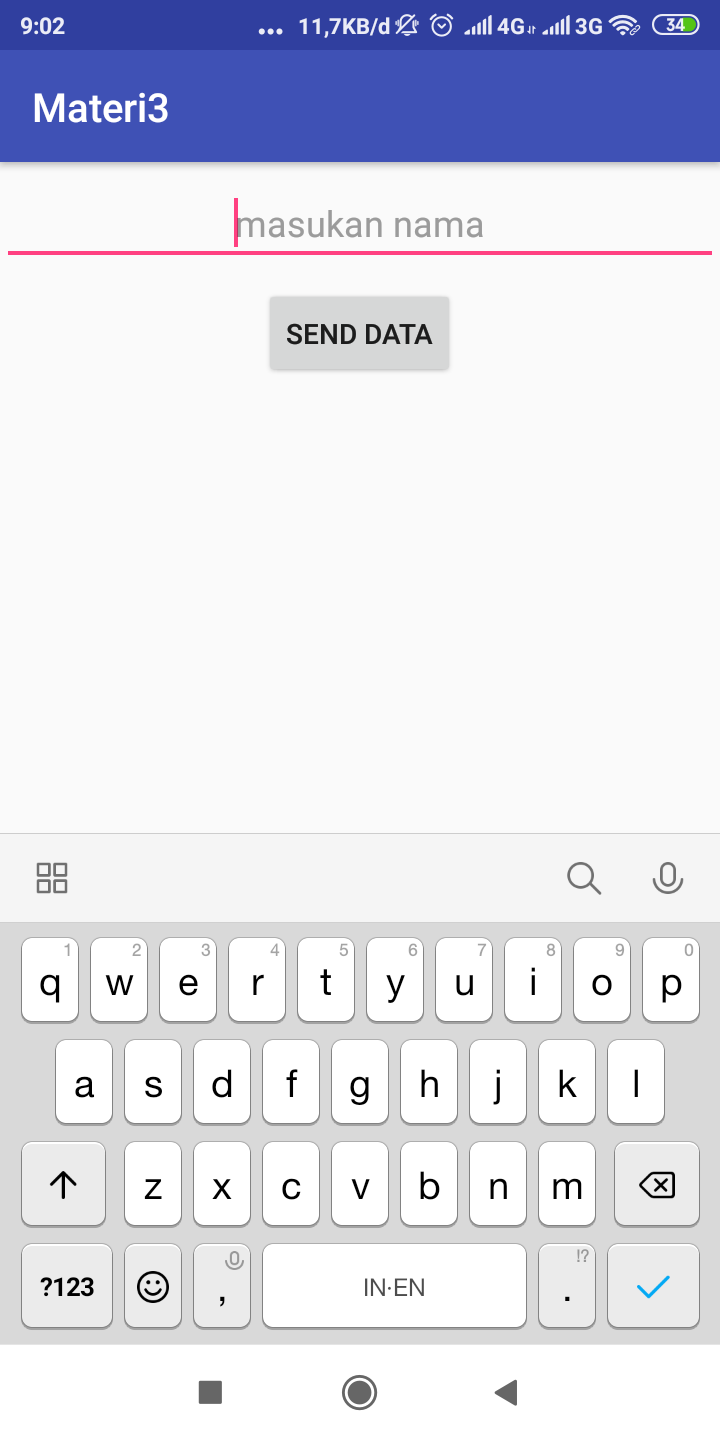 9:02 ... 11,7KB/d 4G 3G 34
Materi3
masukan nama
SEND DATA
1 2 3 4 5 6 7 8 9 0
q w e r t y u i o p
a s d f g h j k l
z x c v b n m
!?
?123 , IN·EN .